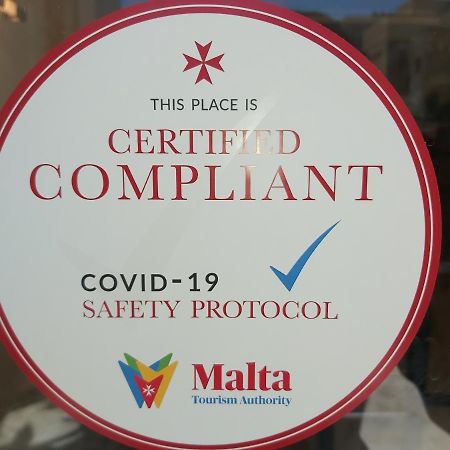 THIS PLACE IS
CERTIFIED
COMPLIANT
COVID-19
SAFETY PROTOCOL
Malta
Tourism Authority